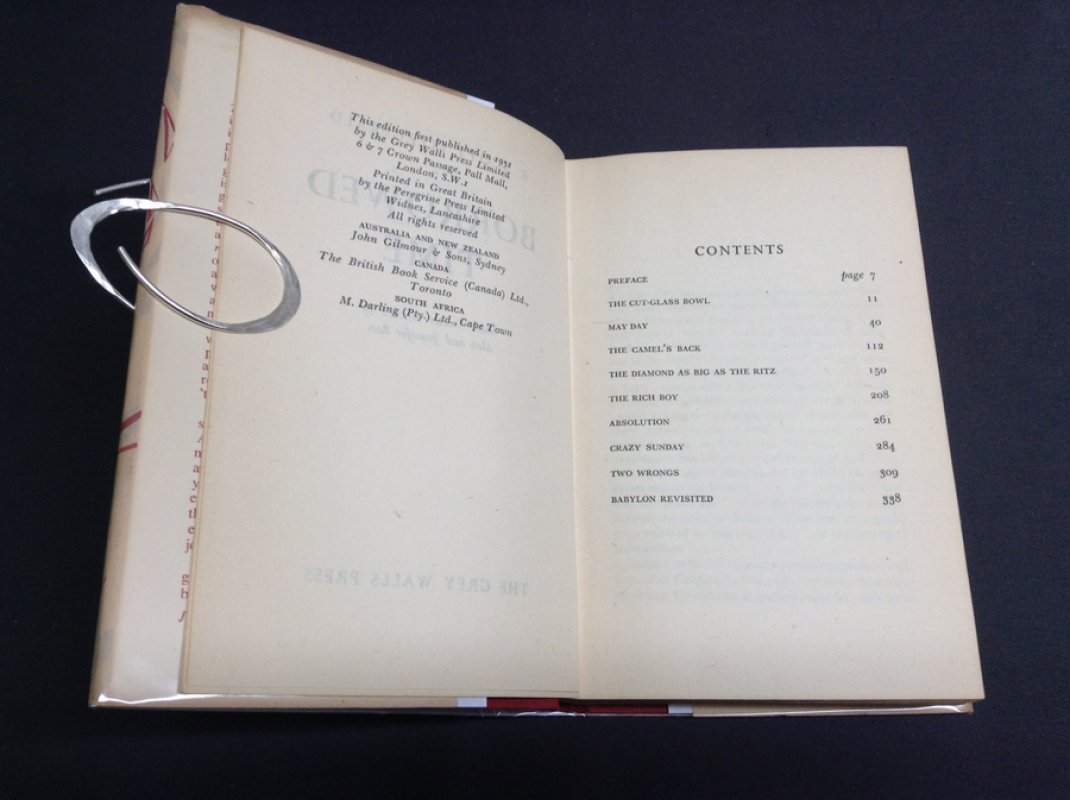 This edition first published in 1951
by the Grey Walls Press Limited
6 & 7 Crown Passage, Pall Mall,
London, S.W.1
Printed in Great Britain
by the Peregrine Press Limited
Widnes, Lancashire
All rights reserved
AUSTRALIA AND NEW ZEALAND
John Gilmour & Sons, Sydney
CANADA
The British Book Service (Canada) Ltd.,
Toronto
SOUTH AFRICA
M. Darling (Pty.) Ltd., Cape Town
THE GREY WALLS PRESS
CONTENTS
PREFACE page 7
THE CUT-GLASS BOWL 11
MAY DAY 40
THE CAMEL'S BACK 112
THE DIAMOND AS BIG AS THE RITZ 150
THE RICH BOY 208
ABSOLUTION 261
CRAZY SUNDAY 284
TWO WRONGS 309
BABYLON REVISITED 338